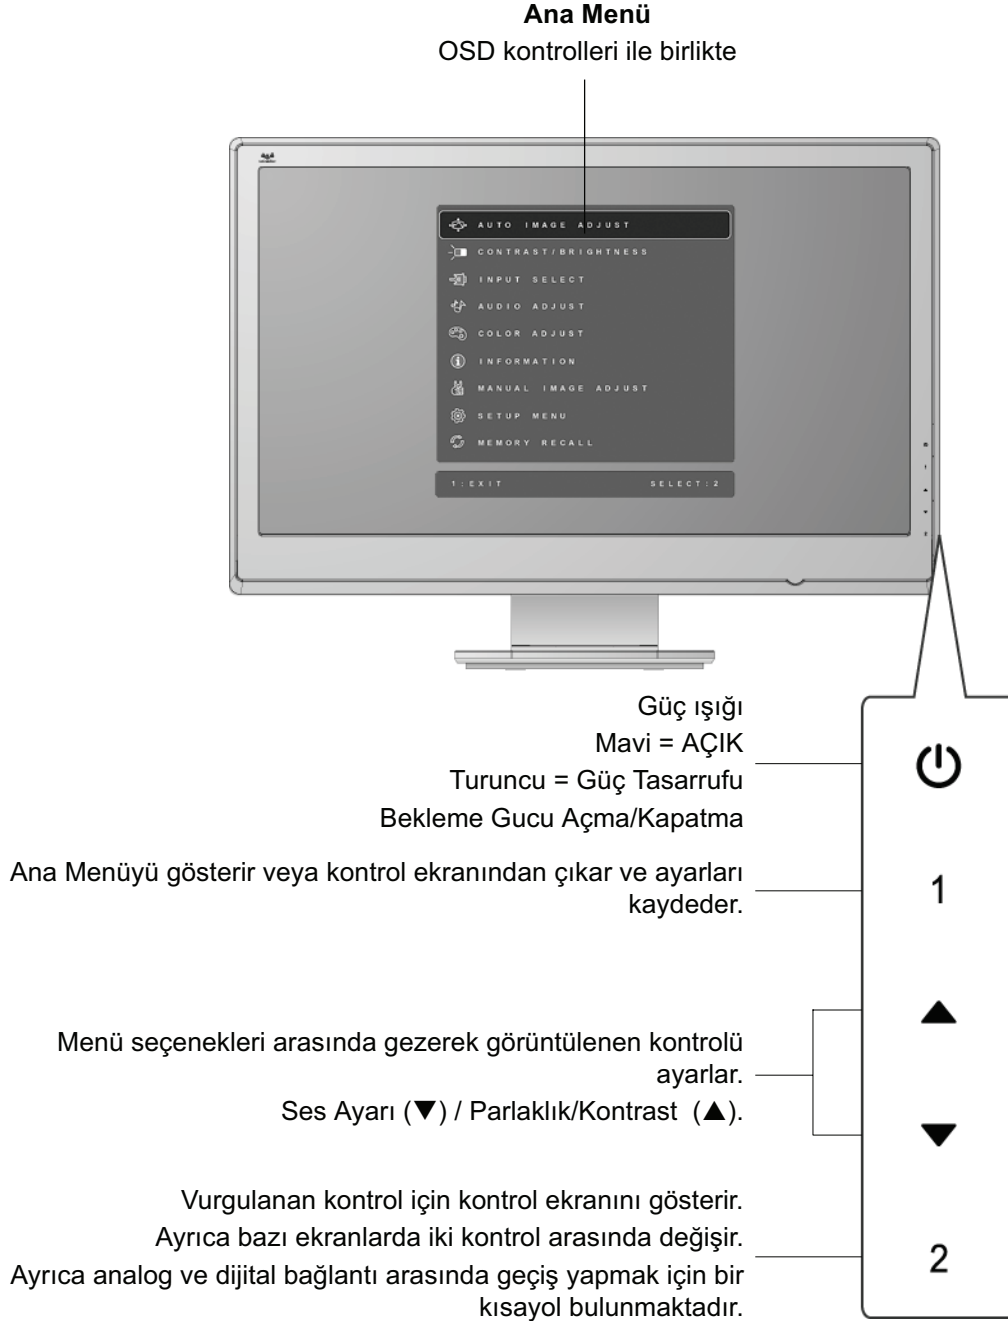 Ana Menü
OSD kontrolleri ile birlikte
AUTO IMAGE ADJUST
CONTRAST/BRIGHTNESS
INPUT SELECT
AUDIO ADJUST
COLOR ADJUST
INFORMATION
MANUAL IMAGE ADJUST
SETUP MENU
MEMORY RECALL
1:EXIT SELECT:2
Güç ışığı
Mavi = AÇIK
Turuncu = Güç Tasarrufu
Bekleme Gucu Açma/Kapatma
Ana Menüyü gösterir veya kontrol ekranından çıkar ve ayarları
kaydeder.
1
Menü seçenekleri arasında gezerek görüntülenen kontrolü
ayarlar.
Ses Ayarı (▼) / Parlaklık/Kontrast (▲).
Vurgulanan kontrol için kontrol ekranını gösterir.
Ayrıca bazı ekranlarda iki kontrol arasında değişir.
Ayrıca analog ve dijital bağlantı arasında geçiş yapmak için bir
kısayol bulunmaktadır.
2